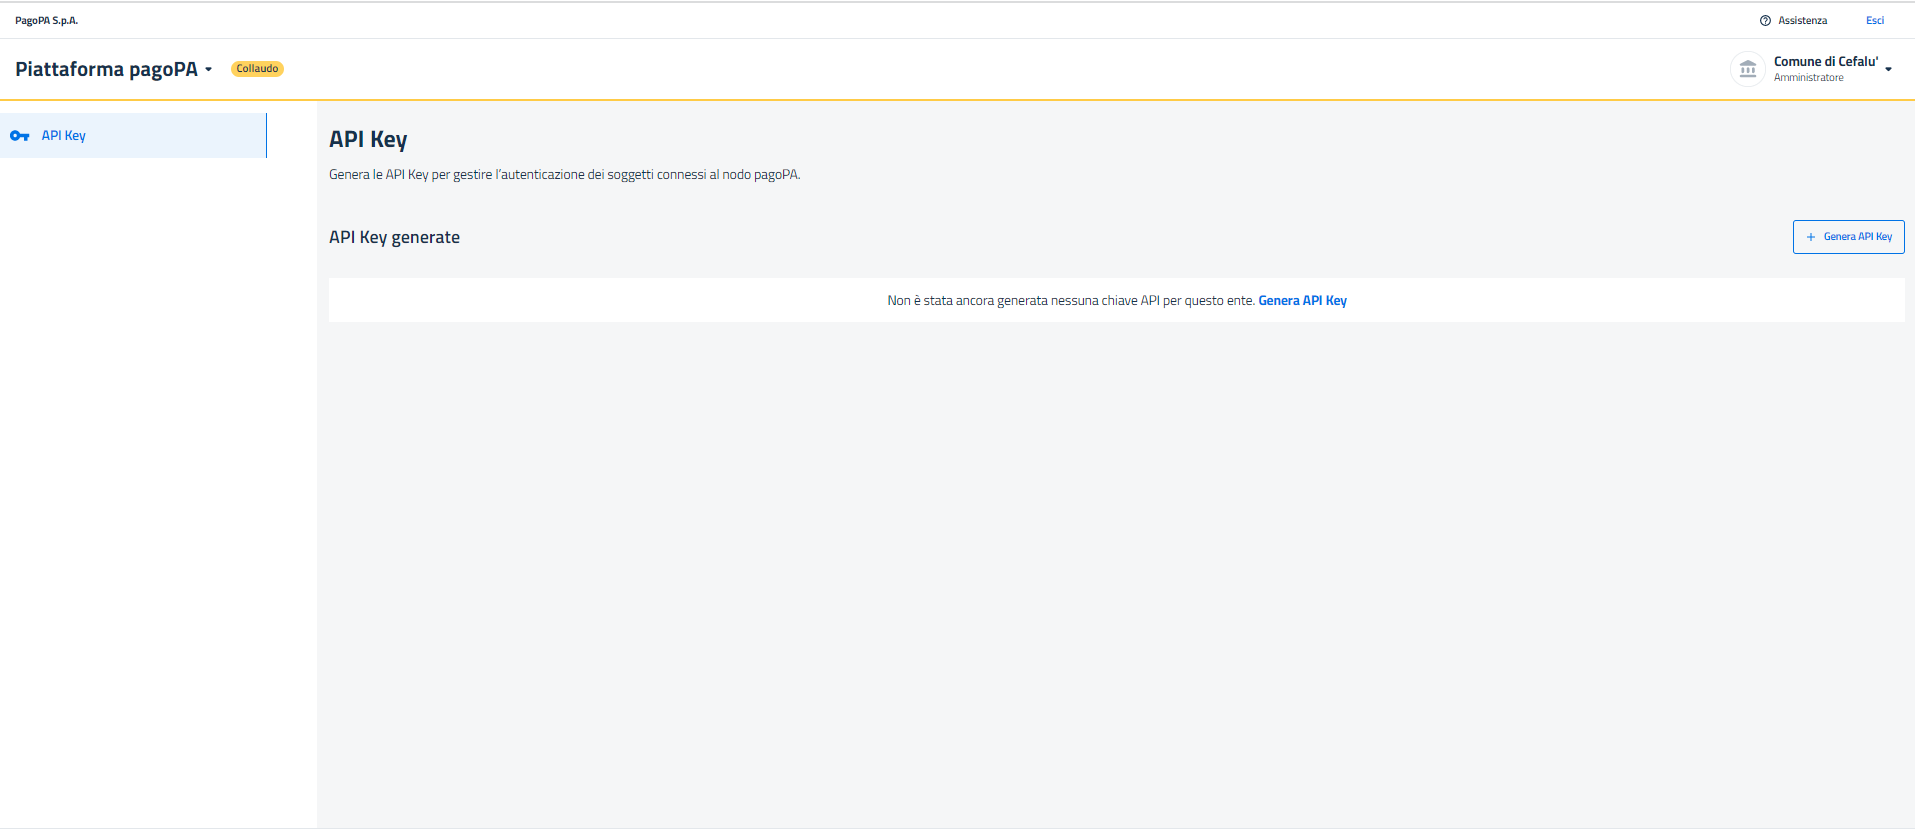 PagoPA S.p.A.
Assistenza
Esci
Piattaforma pagoPA
Collaudo
Comune di Cefalu'
Amministratore
API Key
API Key
Genera le API Key per gestire l'autenticazione dei soggetti connessi al nodo pagoPA.
API Key generate
+ Genera API Key
Non è stata ancora generata nessuna chiave API per questo ente. Genera API Key